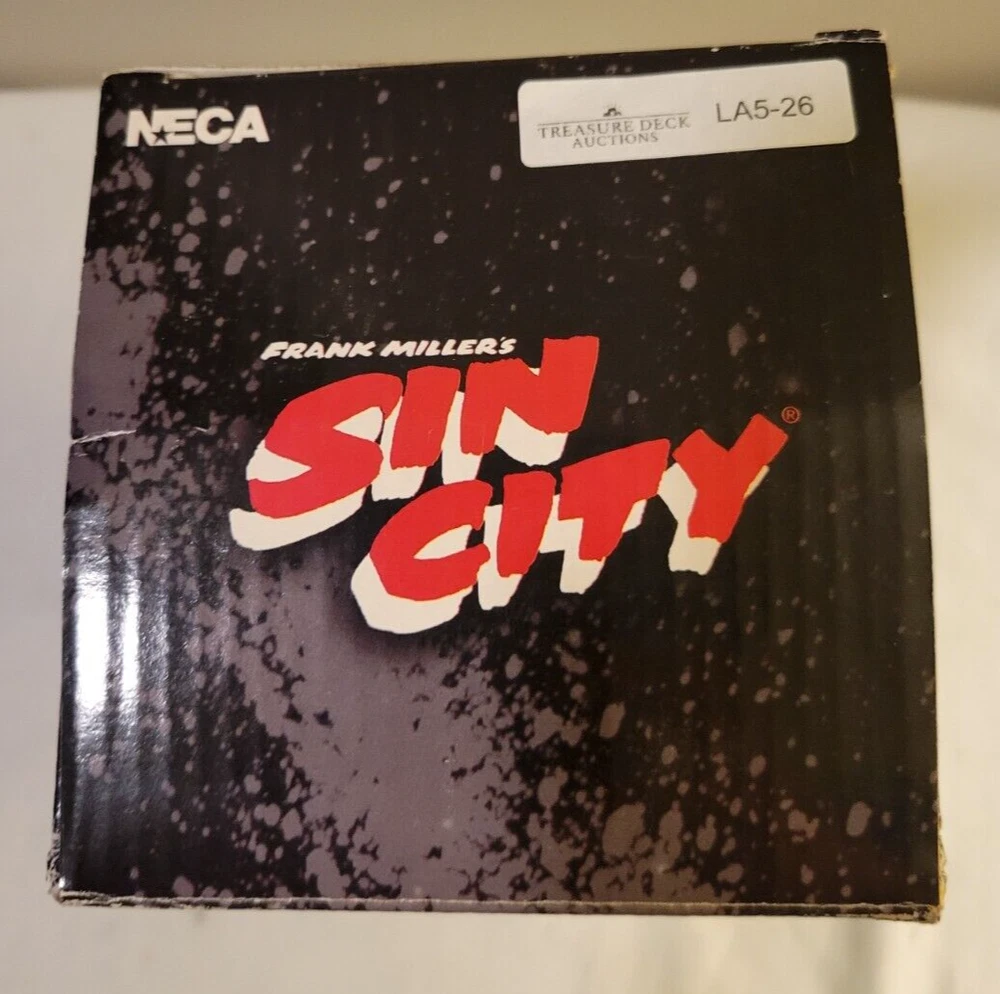 NECA
TREASURE DECK
AUCTIONS
LA5-26
FRANK MILLER'S
SIN
CITY®